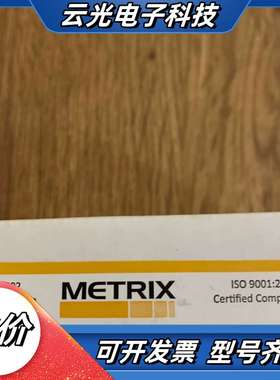 云光电子科技
METRIX
ISO 9001:2
Certified Comp
价
可开发票 型号齐